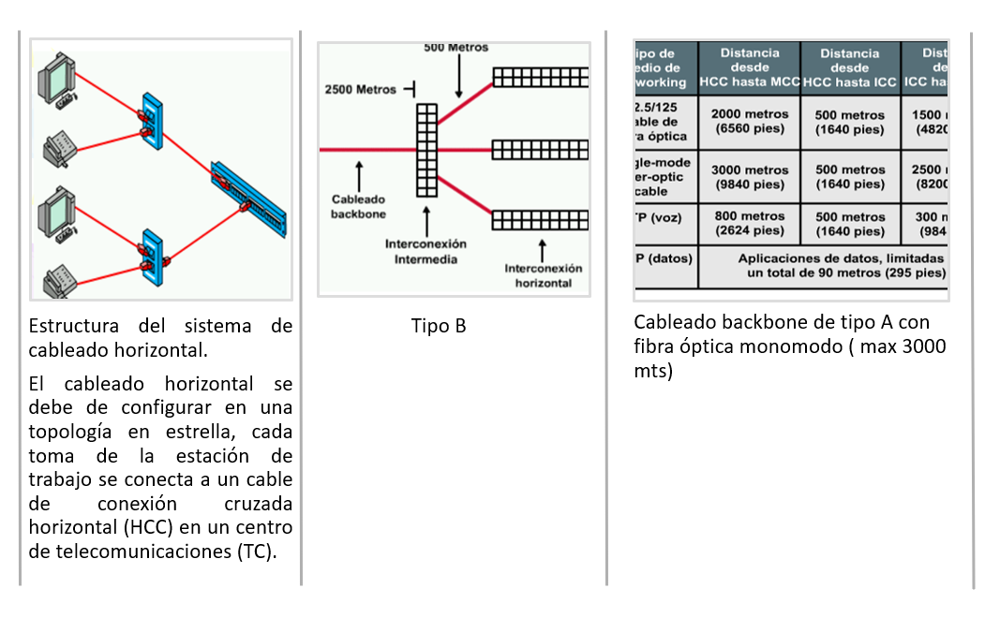 Estructura del sistema de
cableado horizontal.
El cableado horizontal se
debe de configurar en una
topología en estrella, cada
toma de la estación de
trabajo se conecta a un cable
de conexión cruzada
horizontal (HCC) en un centro
de telecomunicaciones (TC).
500 Metros
2500 Metros
Cableado
backbone
Interconexión
Intermedia
Interconexión
horizontal
Tipo B
ipo de
edio de
working
Distancia
desde
HCC hasta MCC
Distancia
desde
HCC hasta ICC
Dist
de
ICC ha
2.5/125
able de
ra óptica
2000 metros
(6560 pies)
500 metros
(1640 pies)
1500
(4820
gle-mode
er-optic
cable
3000 metros
(9840 pies)
500 metros
(1640 pies)
2500
(8200
TP (voz)
800 metros
(2624 pies)
500 metros
(1640 pies)
300 m
(984
P (datos)
Aplicaciones de datos, limitadas
un total de 90 metros (295 pies)
Cableado backbone de tipo A con
fibra óptica monomodo ( max 3000
mts)